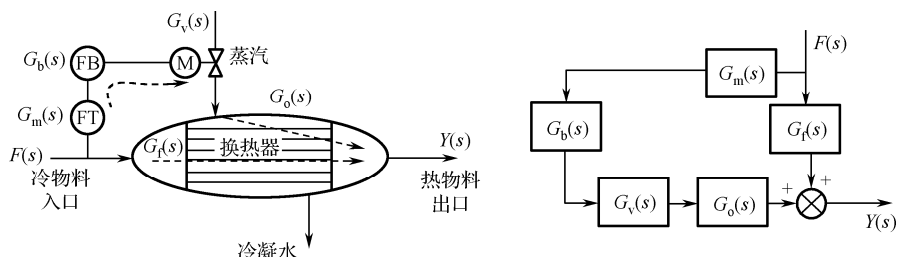 G_v(s)
蒸汽
G_b(s) FB M
G_m(s) FT
G_o(s)
F(s)
冷物料
入口
G_f(s) 换热器
Y(s)
热物料
出口
冷凝水
F(s)
G_m(s)
G_b(s)
G_f(s)
G_v(s) G_o(s) + +
Y(s)